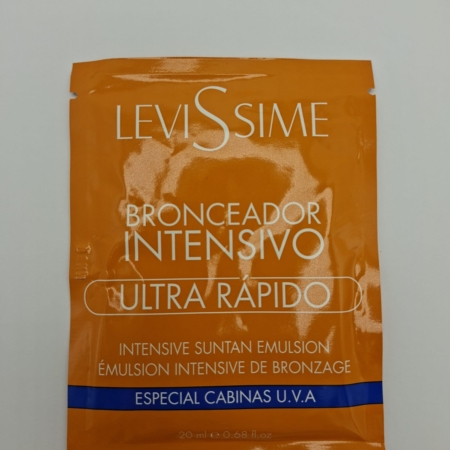 LEVISSIME
BRONCEADOR
INTENSIVO
ULTRA RÁPIDO
INTENSIVE SUNTAN EMULSION
ÉMULSION INTENSIVE DE BRONZAGE
ESPECIAL CABINAS U.V.A
20 ml e 0.68 fl.oz